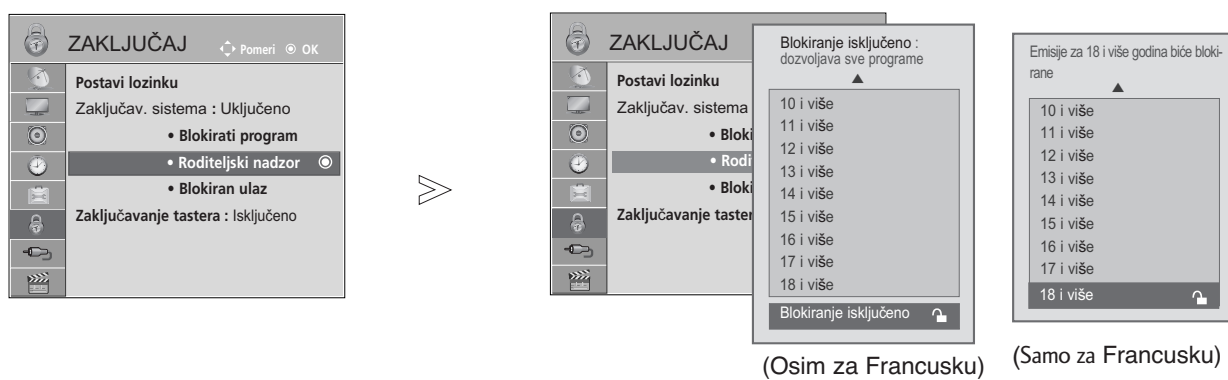 ZAKLJUČAJ
Pomeri OK
Postavi lozinku
Zaključav. sistema : Uključeno
• Blokirati program
• Roditeljski nadzor
• Blokiran ulaz
Zaključavanje tastera : Isključeno
ZAKLJUČAJ
Postavi lozinku
Zaključav. sistema
• Bloki
• Rodi
• Bloki
Zaključavanje taster
Blokiranje isključeno :
dozvoljava sve programe
10 i više
11 i više
12 i više
13 i više
14 i više
15 i više
16 i više
17 i više
18 i više
Blokiranje isključeno
(Osim za Francusku)
Emisije za 18 i više godina biće bloki-
rane
10 i više
11 i više
12 i više
13 i više
14 i više
15 i više
16 i više
17 i više
18 i više
(Samo za Francusku)